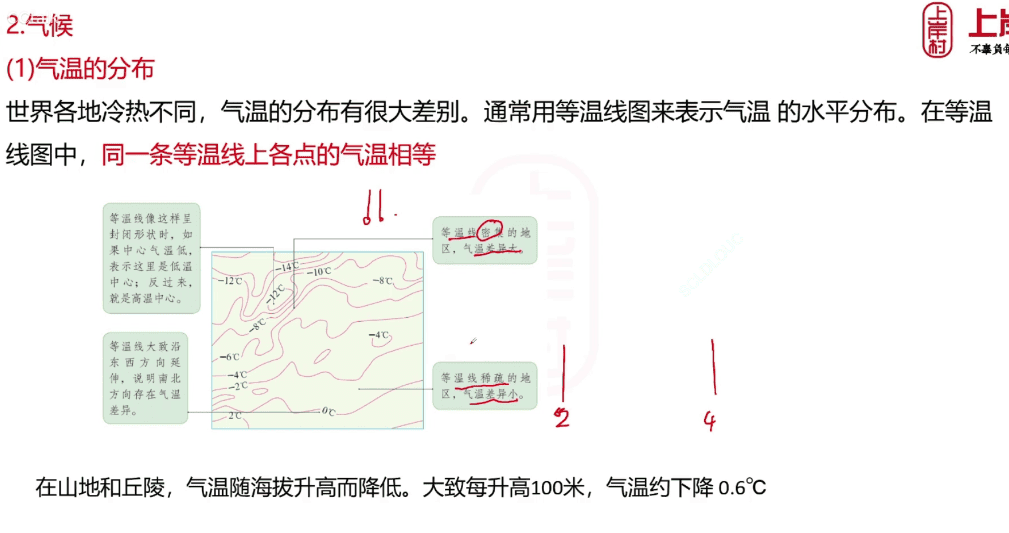 2.气候
(1)气温的分布
上岸村
上岸
不辜负每
世界各地冷热不同，气温的分布有很大差别。通常用等温线图来表示气温 的水平分布。在等温
线图中，同一条等温线上各点的气温相等
等温线像这样呈
封闭形状时，如
果中心气温低，
表示这里是低温
中心；反过来，
就是高温中心。
等温线密集的地
区，气温差异大。
-14℃
-10℃
-12℃
-8℃
-12℃
-8℃
-4℃
等温线大致沿
东西方向延
伸，说明南北
方向存在气温
差异。
-6℃
-4℃
-2℃
2℃
0℃
等温线稀疏的地
区，气温差异小。
2
4
在山地和丘陵，气温随海拔升高而降低。大致每升高100米，气温约下降 0.6℃